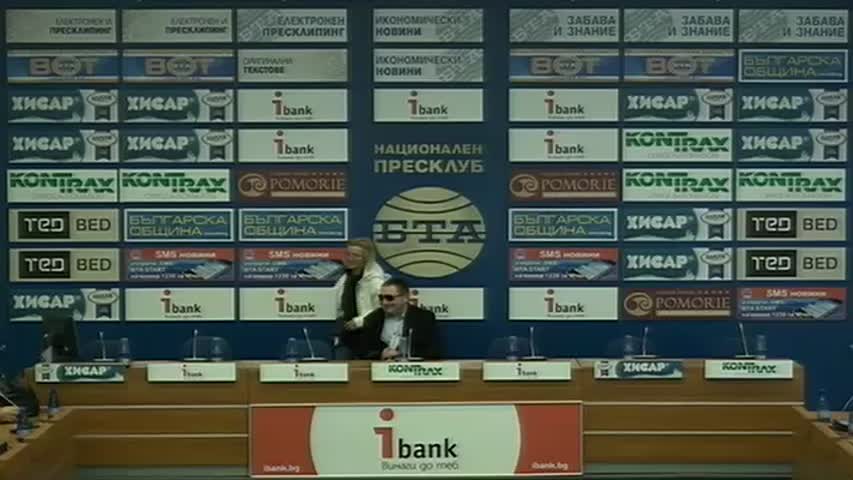 ЕЛЕКТРОНЕН И ПРЕСКЛИПИНГ
ЕЛЕКТРОНЕН И ПРЕСКЛИПИНГ
ЕЛЕКТРОНЕН ПРЕСКЛИПИНГ
ИКОНОМИЧЕСКИ НОВИНИ
ЗАБАВА И ЗНАНИЕ
ЗАБАВА И ЗНАНИЕ
ЗАБАВА И ЗНАНИЕ
ВОТ
ВОТ
ОРИГИНАЛНИ ТЕКСТОВЕ
ИКОНОМИЧЕСКИ НОВИНИ
ВОТ
ВОТ
БЪЛГАРСКА ОБЩИНА
ХИСАР
ХИСАР
ibank
ibank
ibank
ХИСАР
ХИСАР
ХИСАР
ХИСАР
ibank
НАЦИОНАЛЕН ПРЕСКЛУБ
ibank
KONTRAX
ХИСАР
KONTRAX
KONTRAX
POMORIE
POMORIE
KONTRAX
KONTRAX
TED BED
БЪЛГАРСКА ОБЩИНА
БЪЛГАРСКА ОБЩИНА
БТА
БЪЛГАРСКА ОБЩИНА
ХИСАР
TED BED
TED BED
SMS НОВИНИ
SMS НОВИНИ
SMS НОВИНИ
ХИСАР
TED BED
ХИСАР
ibank
ibank
ibank
POMORIE
SMS НОВИНИ
ХИСАР
ibank
ibank
KONTRAX
ibank
ХИСАР
KONTRAX
ibank
Винаги до теб
ibank.bg
ibank.bg